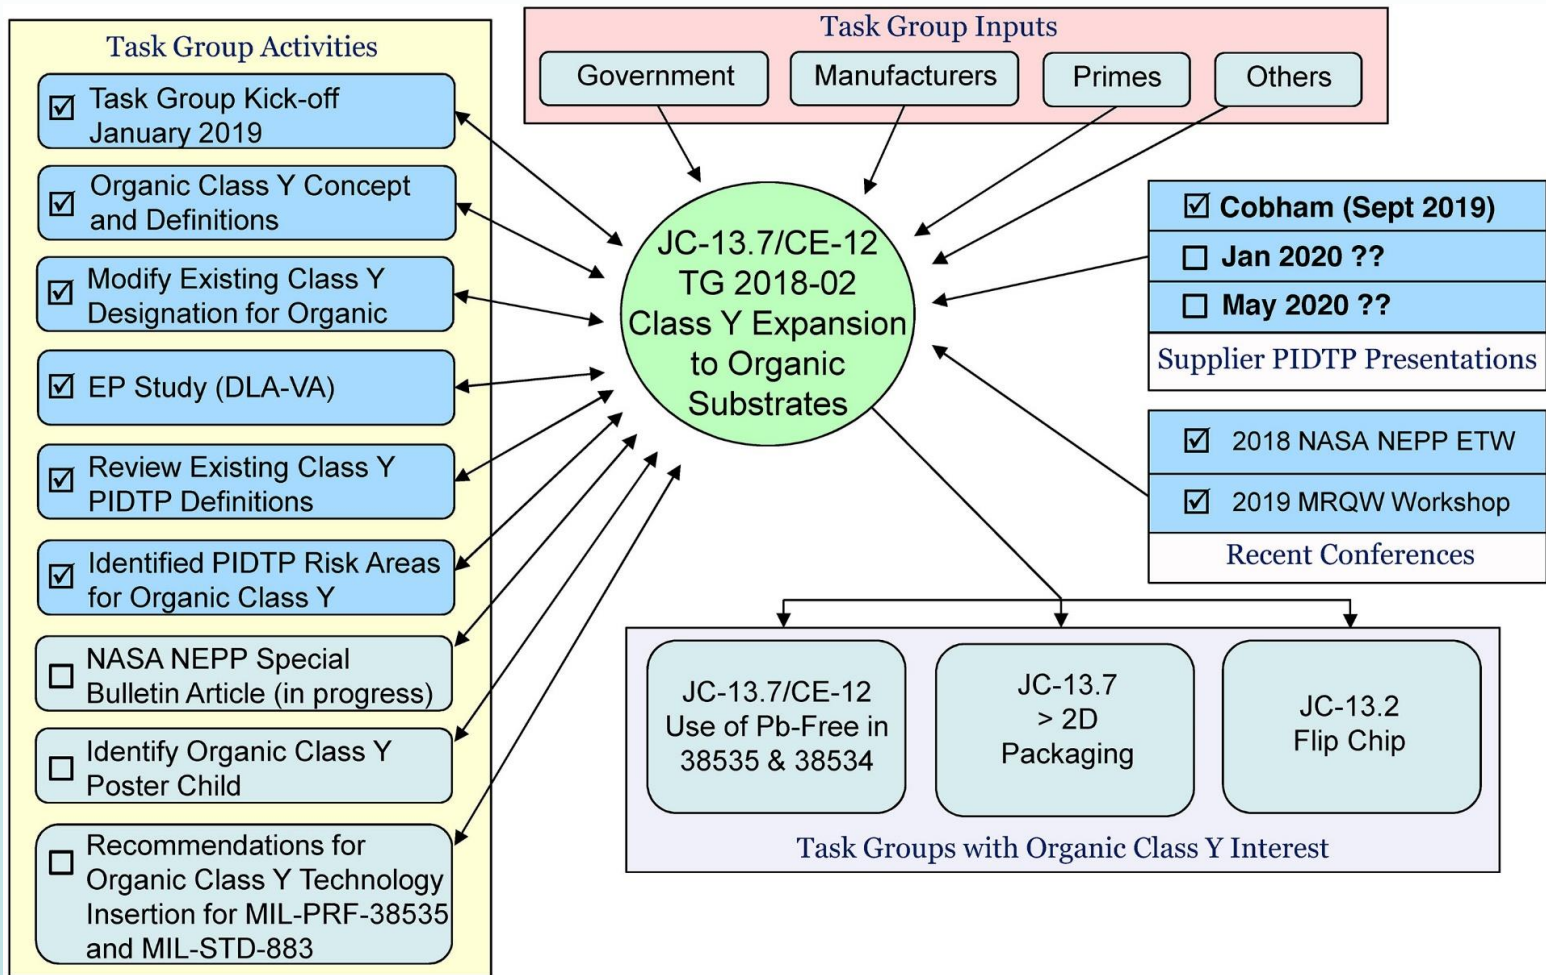 Task Group Activities
Task Group Kick-off
January 2019
Organic Class Y Concept
and Definitions
Modify Existing Class Y
Designation for Organic
EP Study (DLA-VA)
Review Existing Class Y
PIDTP Definitions
Identified PIDTP Risk Areas
for Organic Class Y
NASA NEPP Special
Bulletin Article (in progress)
Identify Organic Class Y
Poster Child
Recommendations for
Organic Class Y Technology
Insertion for MIL-PRF-38535
and MIL-STD-883
Task Group Inputs
Government
Manufacturers
Primes
Others
JC-13.7/CE-12
TG 2018-02
Class Y Expansion
to Organic
Substrates
Cobham (Sept 2019)
Jan 2020 ??
May 2020 ??
Supplier PIDTP Presentations
2018 NASA NEPP ETW
2019 MRQW Workshop
Recent Conferences
JC-13.7/CE-12
Use of Pb-Free in
38535 & 38534
JC-13.7
> 2D
Packaging
JC-13.2
Flip Chip
Task Groups with Organic Class Y Interest